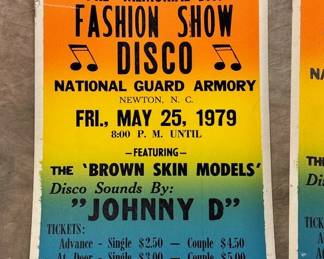 FASHION SHOW
DISCO
NATIONAL GUARD ARMORY
NEWTON, N. C.
FRI., MAY 25, 1979
8:00 P. M. UNTIL
—FEATURING—
THE 'BROWN SKIN MODELS'
Disco Sounds By:
"JOHNNY D"
TICKETS:
Advance - Single $2.50 — Couple $4.50
At Door - Single $3.00 — Couple $5.00